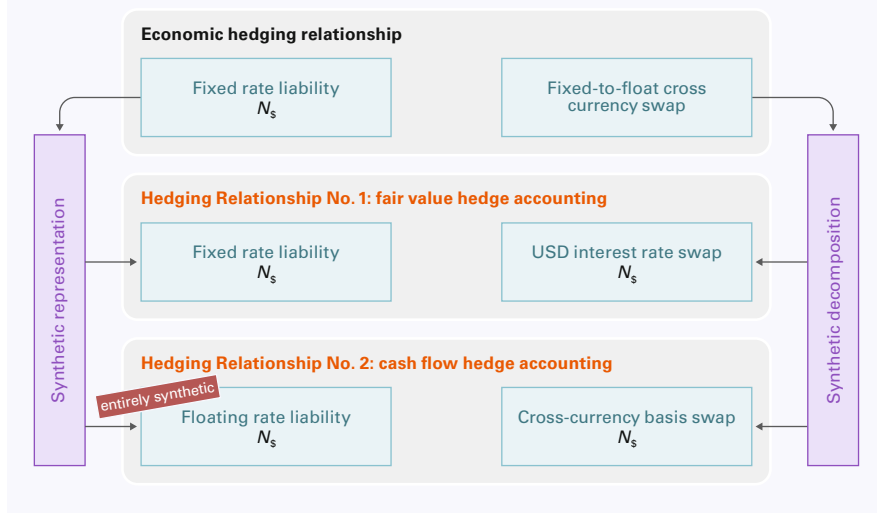 Economic hedging relationship
Fixed rate liability
N$
Fixed-to-float cross
currency swap
Synthetic representation
Synthetic decomposition
Hedging Relationship No. 1: fair value hedge accounting
Fixed rate liability
N$
USD interest rate swap
N$
Hedging Relationship No. 2: cash flow hedge accounting
entirely synthetic
Floating rate liability
N$
Cross-currency basis swap
N$